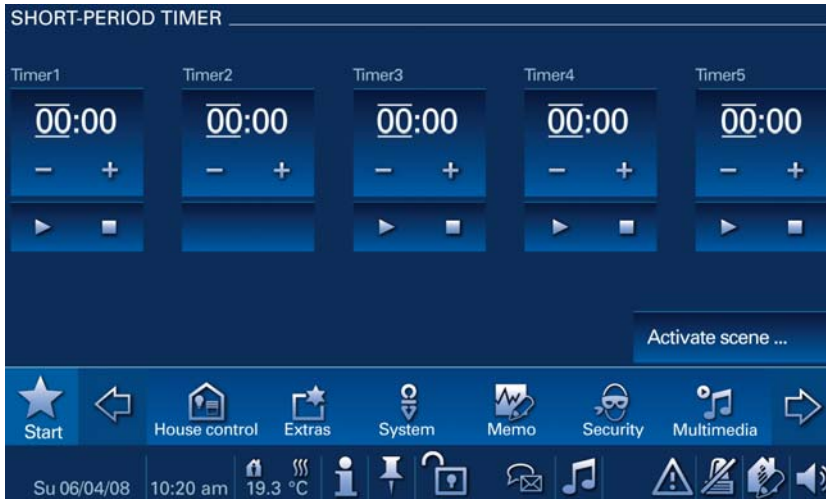 SHORT-PERIOD TIMER
Timer1 Timer2 Timer3 Timer4 Timer5
00:00 00:00 00:00 00:00 00:00
− + − + − + − + − +
Activate scene ...
Start House control Extras System Memo Security Multimedia
Su 06/04/08 10:20 am 19.3 °C